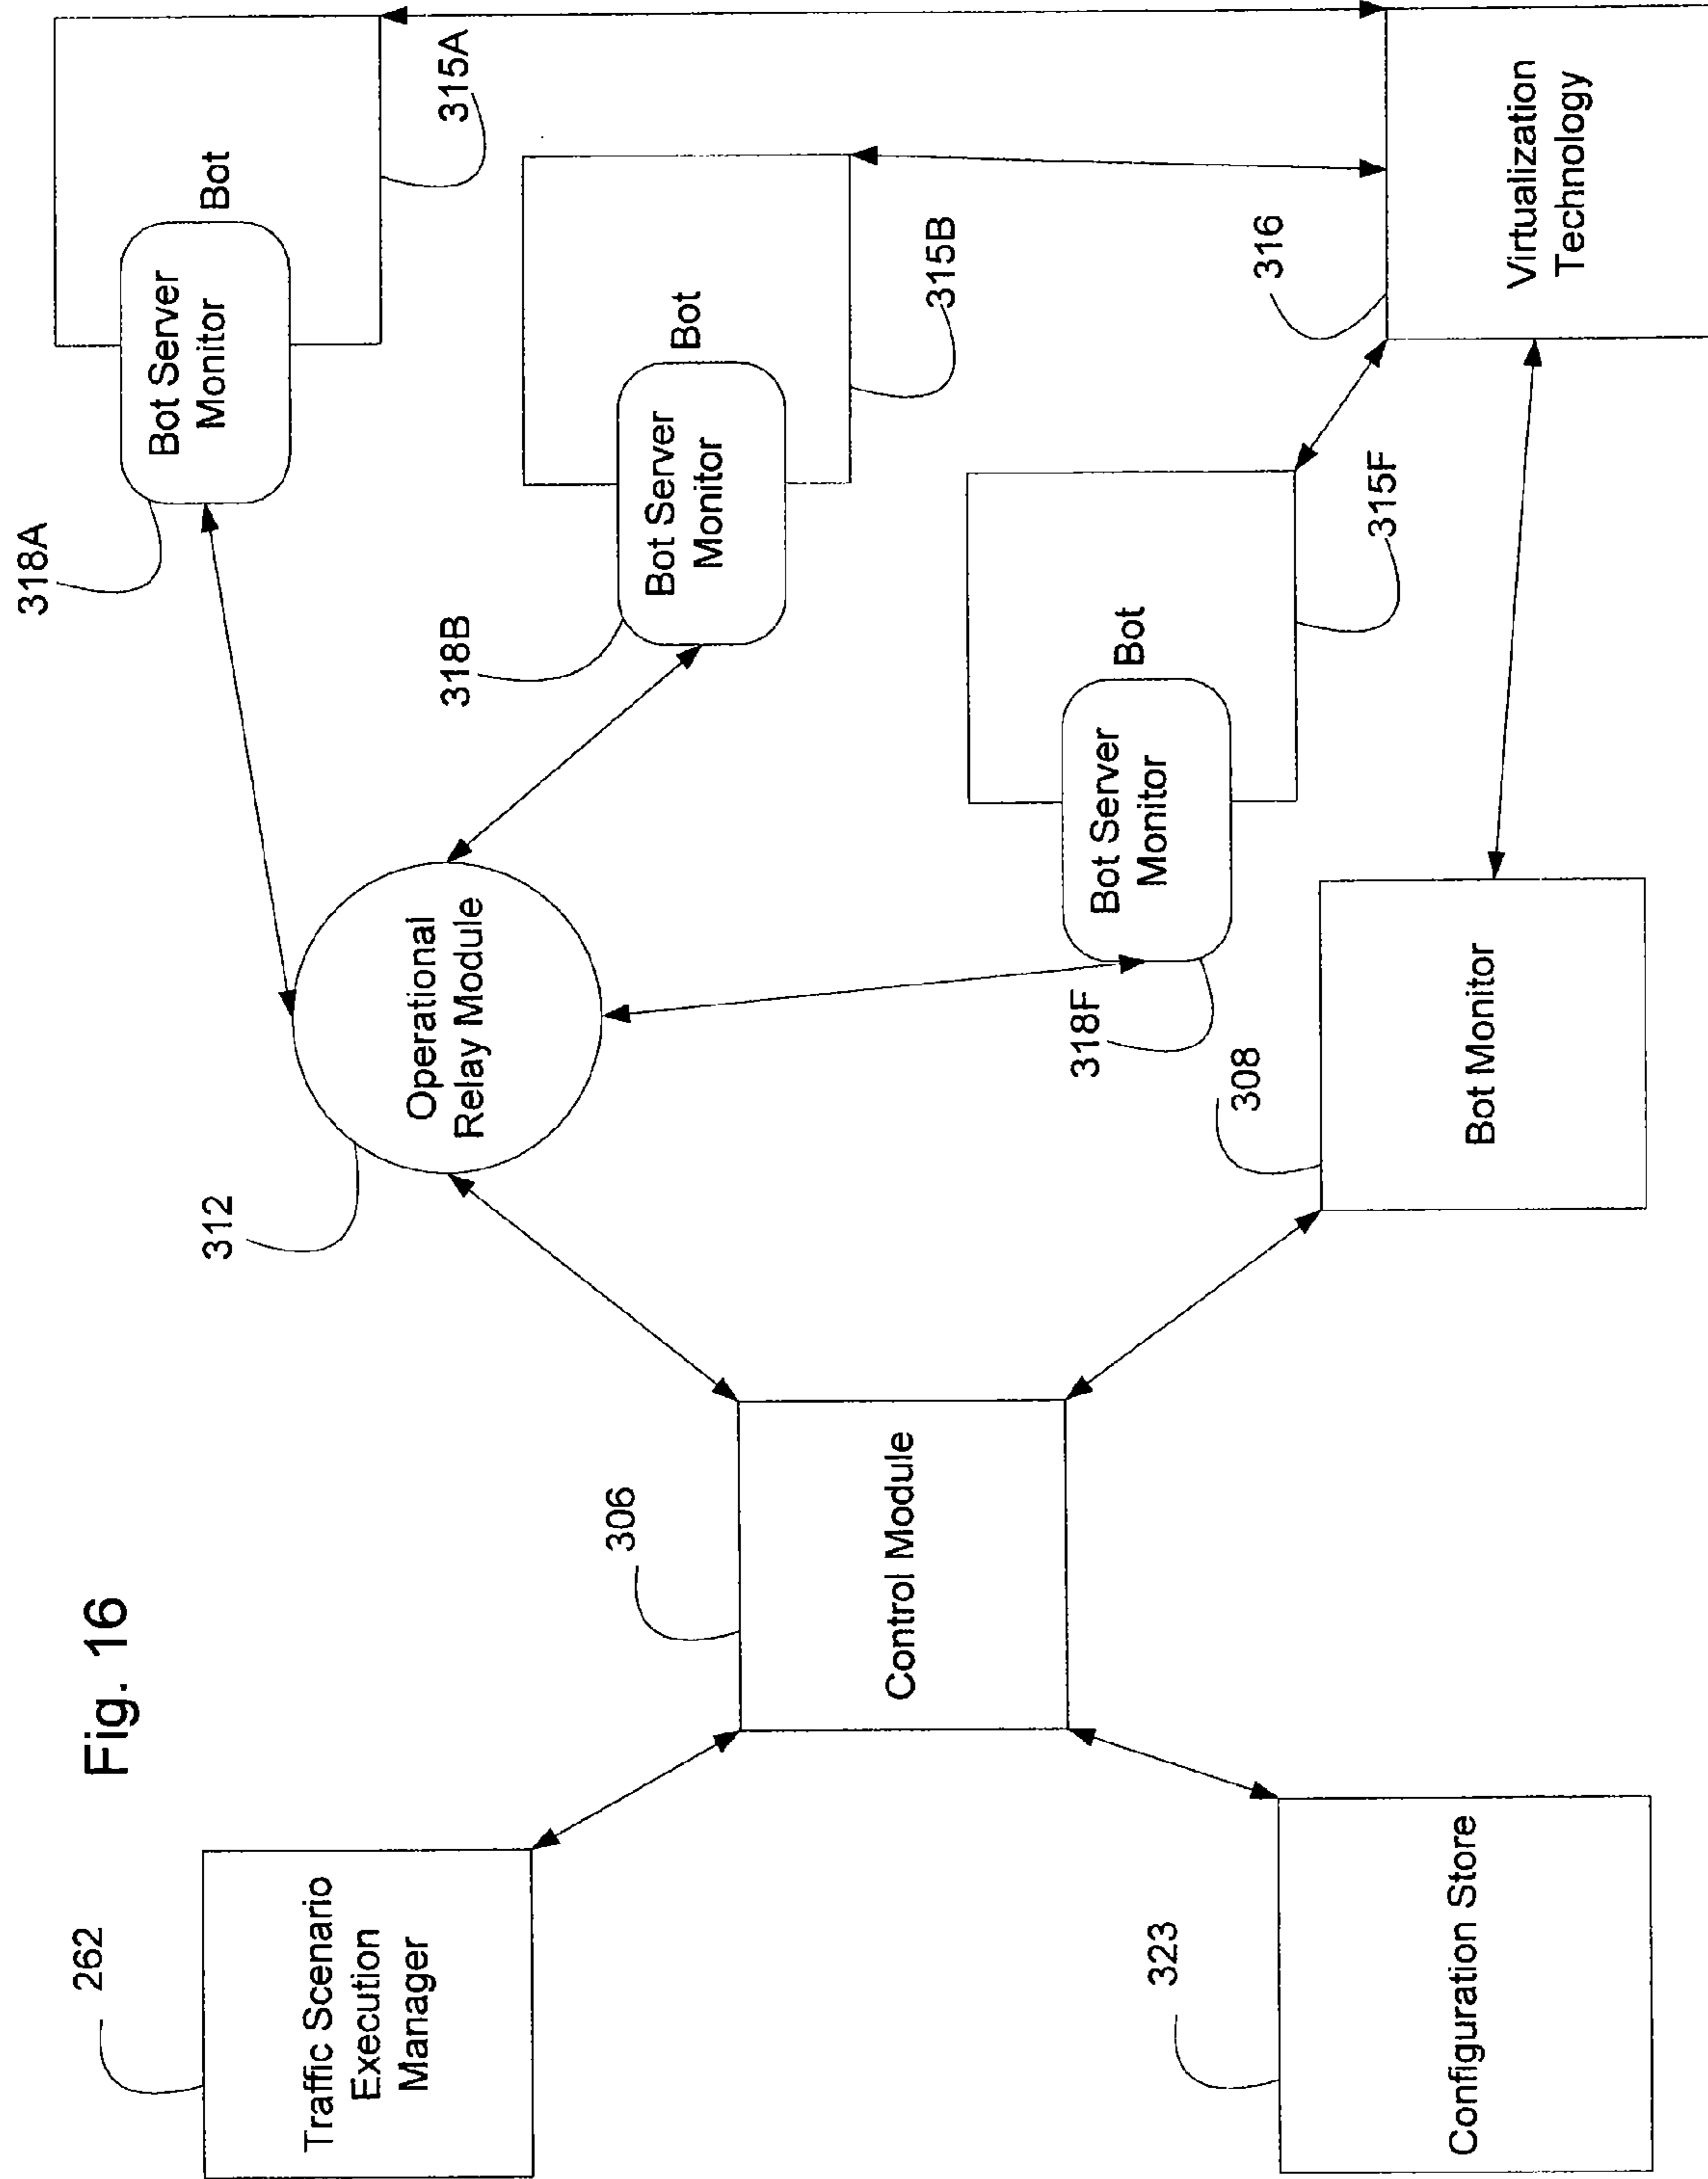 Fig. 16
262
Traffic Scenario
Execution
Manager
323
Configuration Store
306
Control Module
312
Operational
Relay Module
308
Bot Monitor
318A
Bot Server
Monitor
Bot
315A
318B
Bot Server
Monitor
Bot
315B
318F
Bot Server
Monitor
Bot
315F
316
Virtualization
Technology